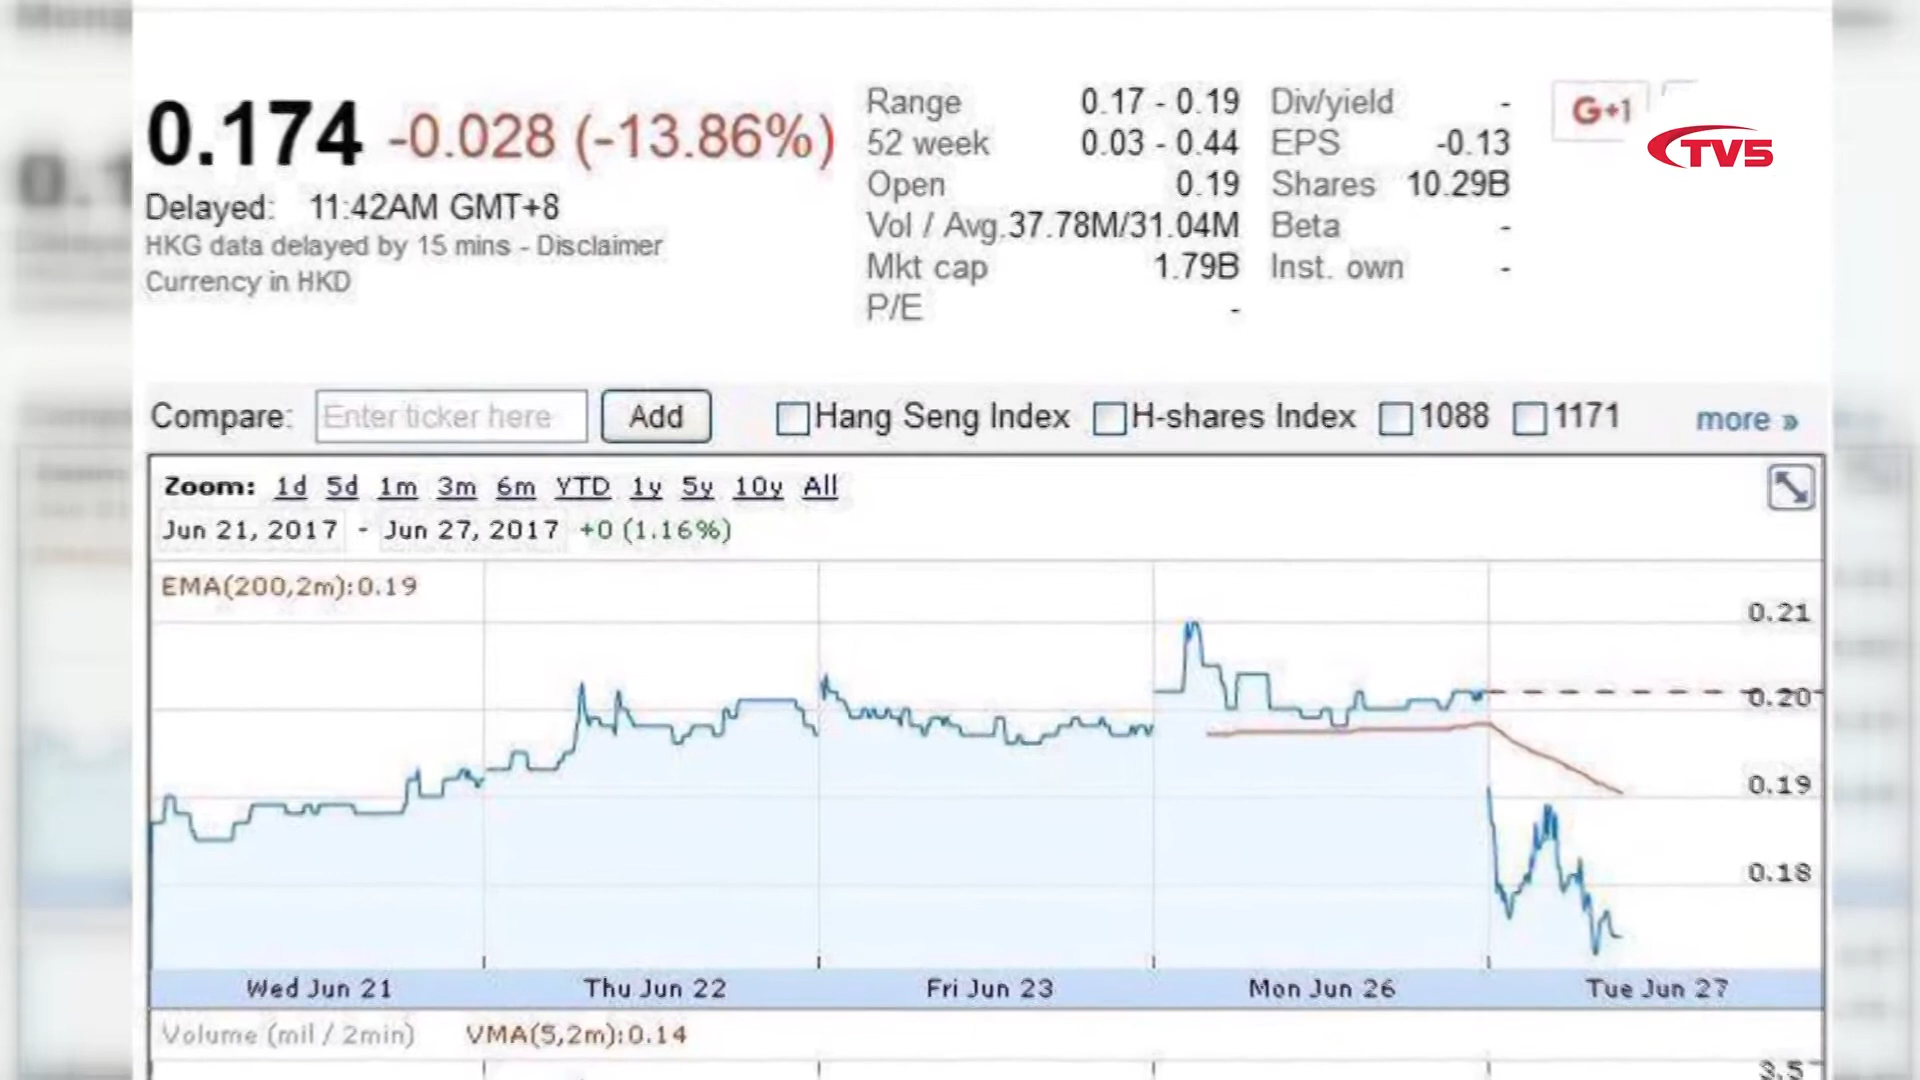 TV5
0.174 -0.028 (-13.86%)
Delayed: 11:42AM GMT+8
HKG data delayed by 15 mins - Disclaimer
Currency in HKD
Range 0.17 - 0.19
52 week 0.03 - 0.44
Open 0.19
Vol / Avg. 37.78M/31.04M
Mkt cap 1.79B
P/E -
Div/yield -
EPS -0.13
Shares 10.29B
Beta -
Inst. own -
G+1
Compare: Enter ticker here Add Hang Seng Index H-shares Index 1088 1171 more »
Zoom: 1d 5d 1m 3m 6m YTD 1y 5y 10y All
Jun 21, 2017 - Jun 27, 2017 +0 (1.16%)
EMA(200,2m):0.19
0.21
0.20
0.19
0.18
Wed Jun 21 Thu Jun 22 Fri Jun 23 Mon Jun 26 Tue Jun 27
Volume (mil / 2min) VMA(5,2m):0.14
3.5